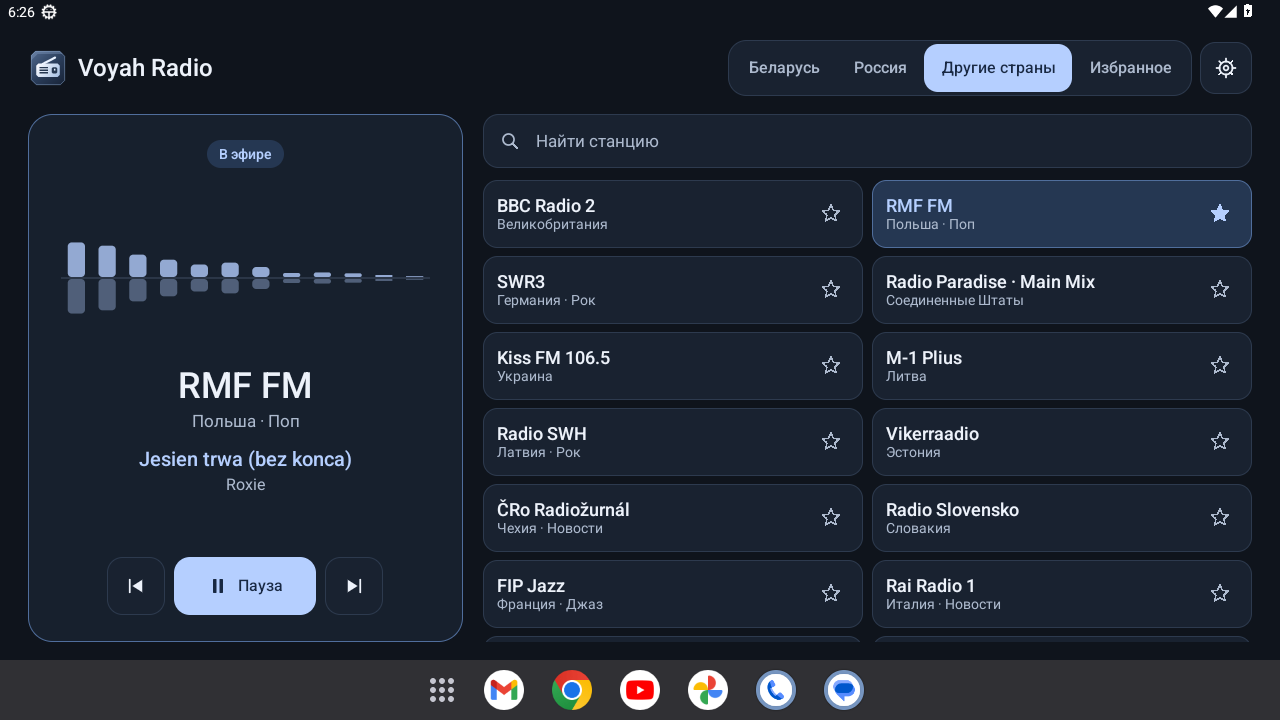 6:26
Voyah Radio
Беларусь
Россия
Другие страны
Избранное
В эфире
RMF FM
Польша · Поп
Jesien trwa (bez konca)
Roxie
Пауза
Найти станцию
BBC Radio 2
Великобритания
RMF FM
Польша · Поп
SWR3
Германия · Рок
Radio Paradise · Main Mix
Соединенные Штаты
Kiss FM 106.5
Украина
M-1 Plius
Литва
Radio SWH
Латвия · Рок
Vikerraadio
Эстония
ČRo Radiožurnál
Чехия · Новости
Radio Slovensko
Словакия
FIP Jazz
Франция · Джаз
Rai Radio 1
Италия · Новости